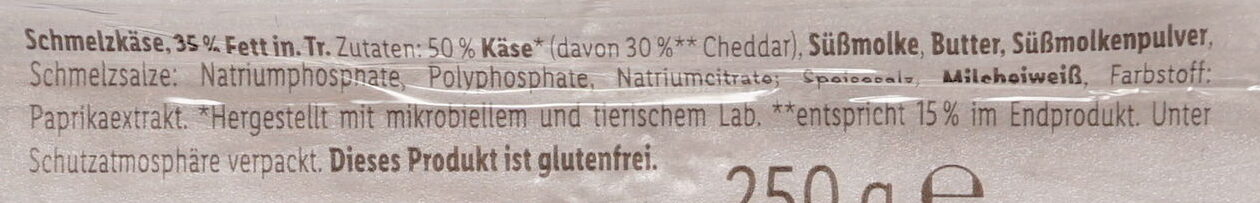 Schmelzkäse, 35 % Fett in. Tr. Zutaten: 50 % Käse* (davon 30 %** Cheddar), Süßmolke, Butter, Süßmolkenpulver,
Schmelzsalze: Natriumphosphate, Polyphosphate, Natriumcitrate; Speisesalz, Milcheiweiß, Farbstoff:
Paprikaextrakt. *Hergestellt mit mikrobiellem und tierischem Lab. **entspricht 15 % im Endprodukt. Unter
Schutzatmosphäre verpackt. Dieses Produkt ist glutenfrei.
250 g e